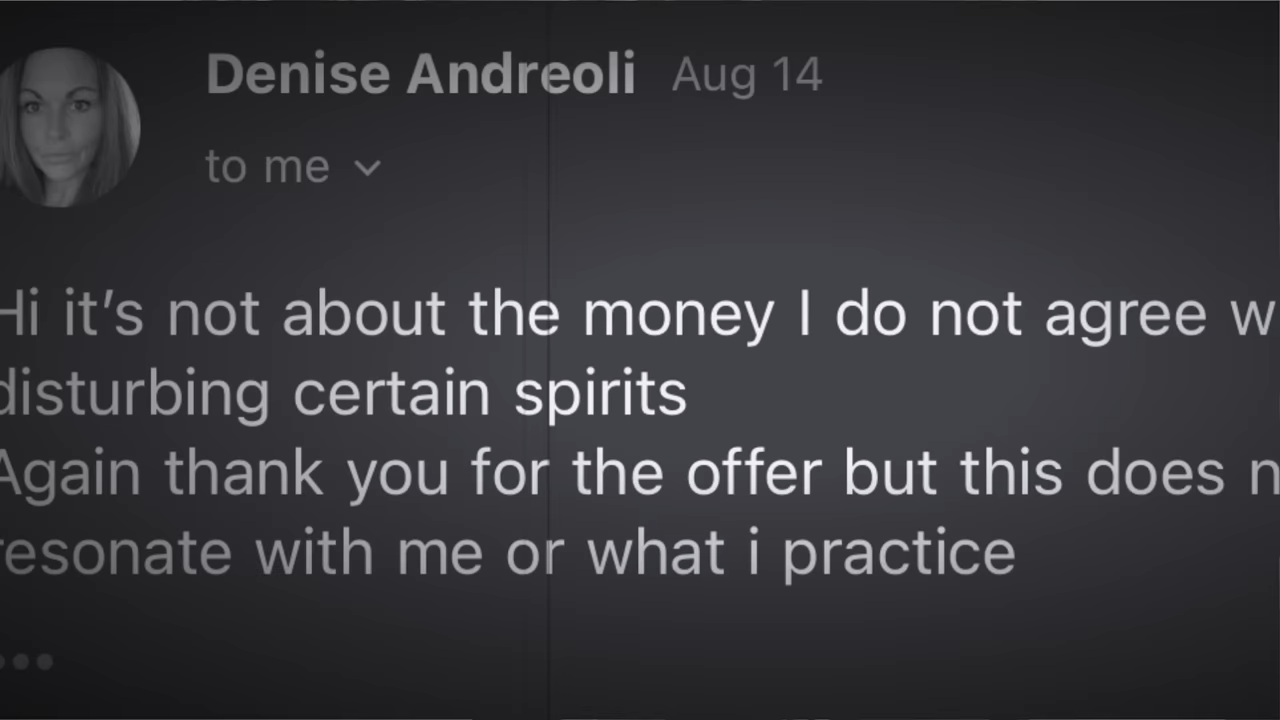 Denise Andreoli Aug 14
to me
Hi it's not about the money I do not agree w
disturbing certain spirits
Again thank you for the offer but this does n
resonate with me or what i practice